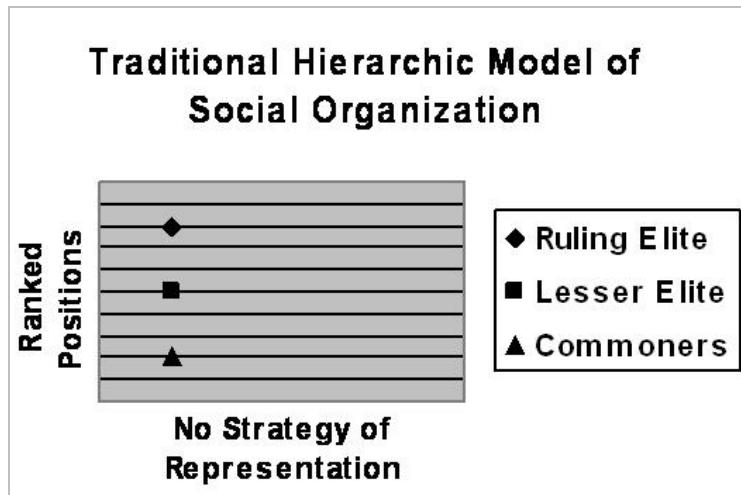 Traditional Hierarchic Model of
Social Organization
Ranked
Positions
Ruling Elite
Lesser Elite
Commoners
No Strategy of
Representation